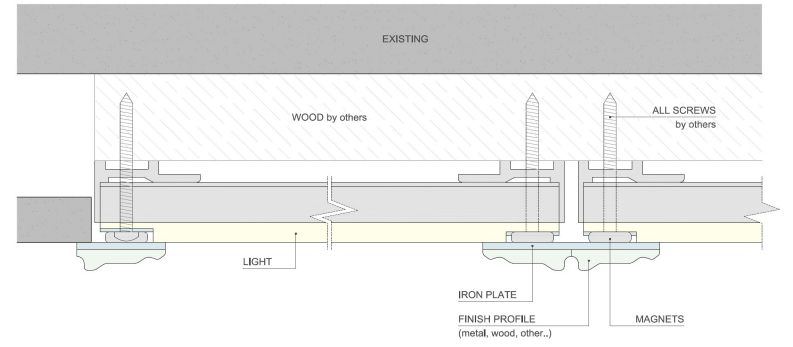 EXISTING
WOOD by others
ALL SCREWS
by others
LIGHT
IRON PLATE
FINISH PROFILE
(metal, wood, other..)
MAGNETS